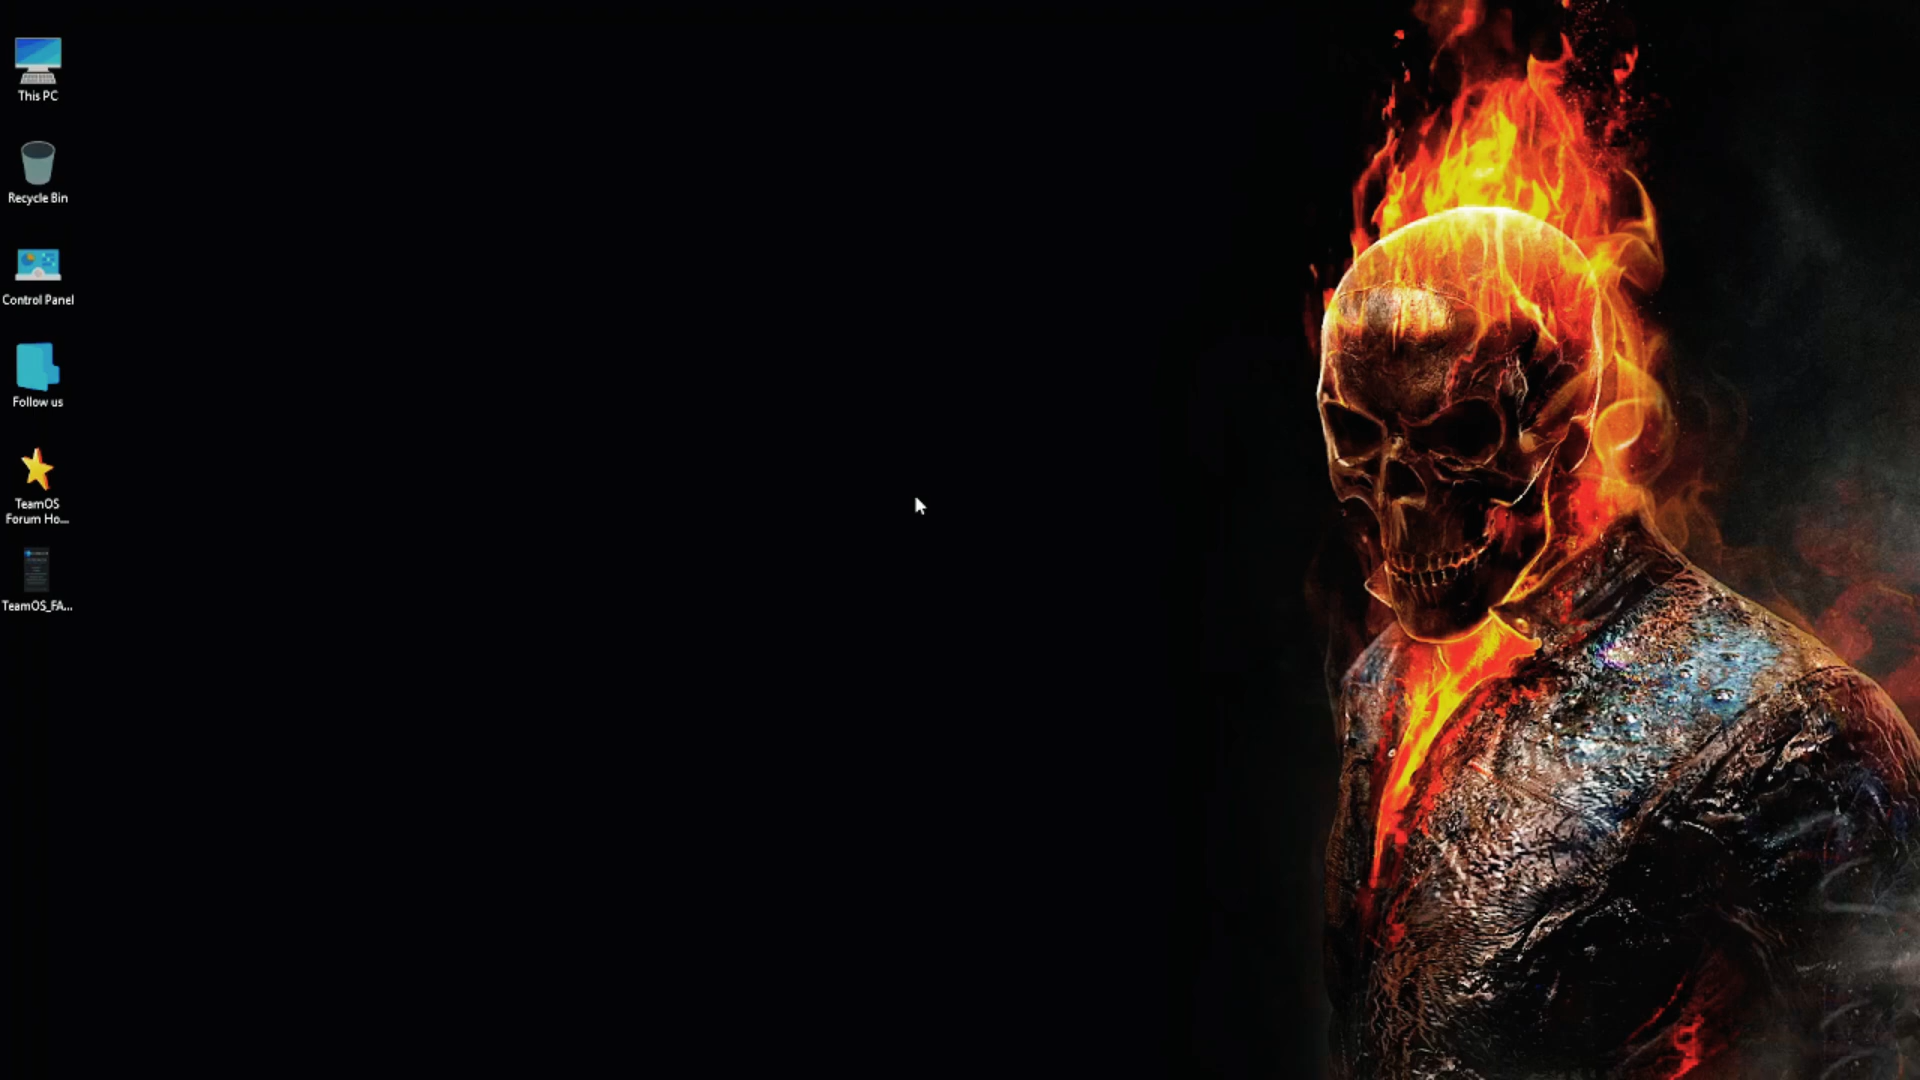 This PC
Recycle Bin
Control Panel
Follow us
TeamOS
Forum Ho...
TeamOS_FA...